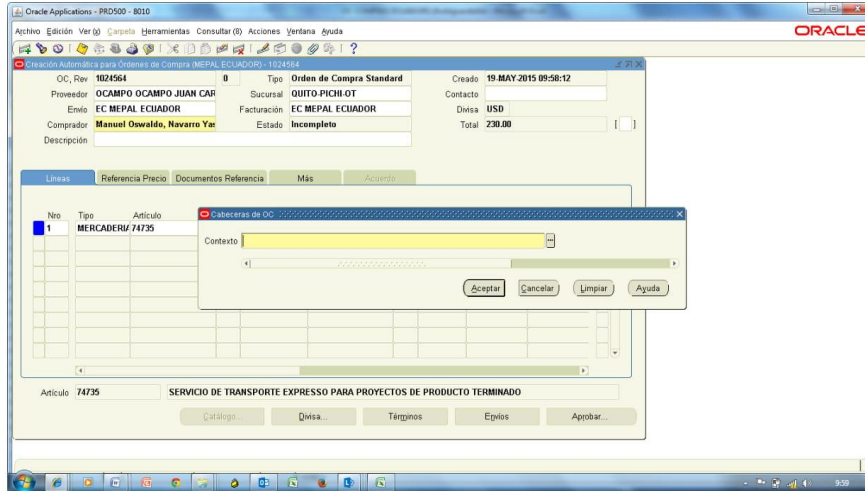 Oracle Applications - PRD500 - 8010
Archivo Edición Ver(x) Carpeta Herramientas Consultar(8) Acciones Ventana Ayuda
ORACLE
Creación Automática para Órdenes de Compra (MEPAL ECUADOR) - 1024564
OC, Rev 1024564 0 Tipo Orden de Compra Standard Creado 19-MAY-2015 09:58:12
Proveedor OCAMPO OCAMPO JUAN CAR Sucursal QUITO-PICHI-OT Contacto
Envío EC MEPAL ECUADOR Facturación EC MEPAL ECUADOR Divisa USD
Comprador Manuel Oswaldo, Navarro Yas Estado Incompleto Total 230.00 [ ]
Descripción
Líneas Referencia Precio Documentos Referencia Más Acuerdo
Nro Tipo Artículo
1 MERCADERIA 74735
Cabeceras de OC
Contexto
Aceptar Cancelar Limpiar Ayuda
Artículo 74735 SERVICIO DE TRANSPORTE EXPRESSO PARA PROYECTOS DE PRODUCTO TERMINADO
Catálogo... Divisa... Términos Envíos Aprobar...
9:59